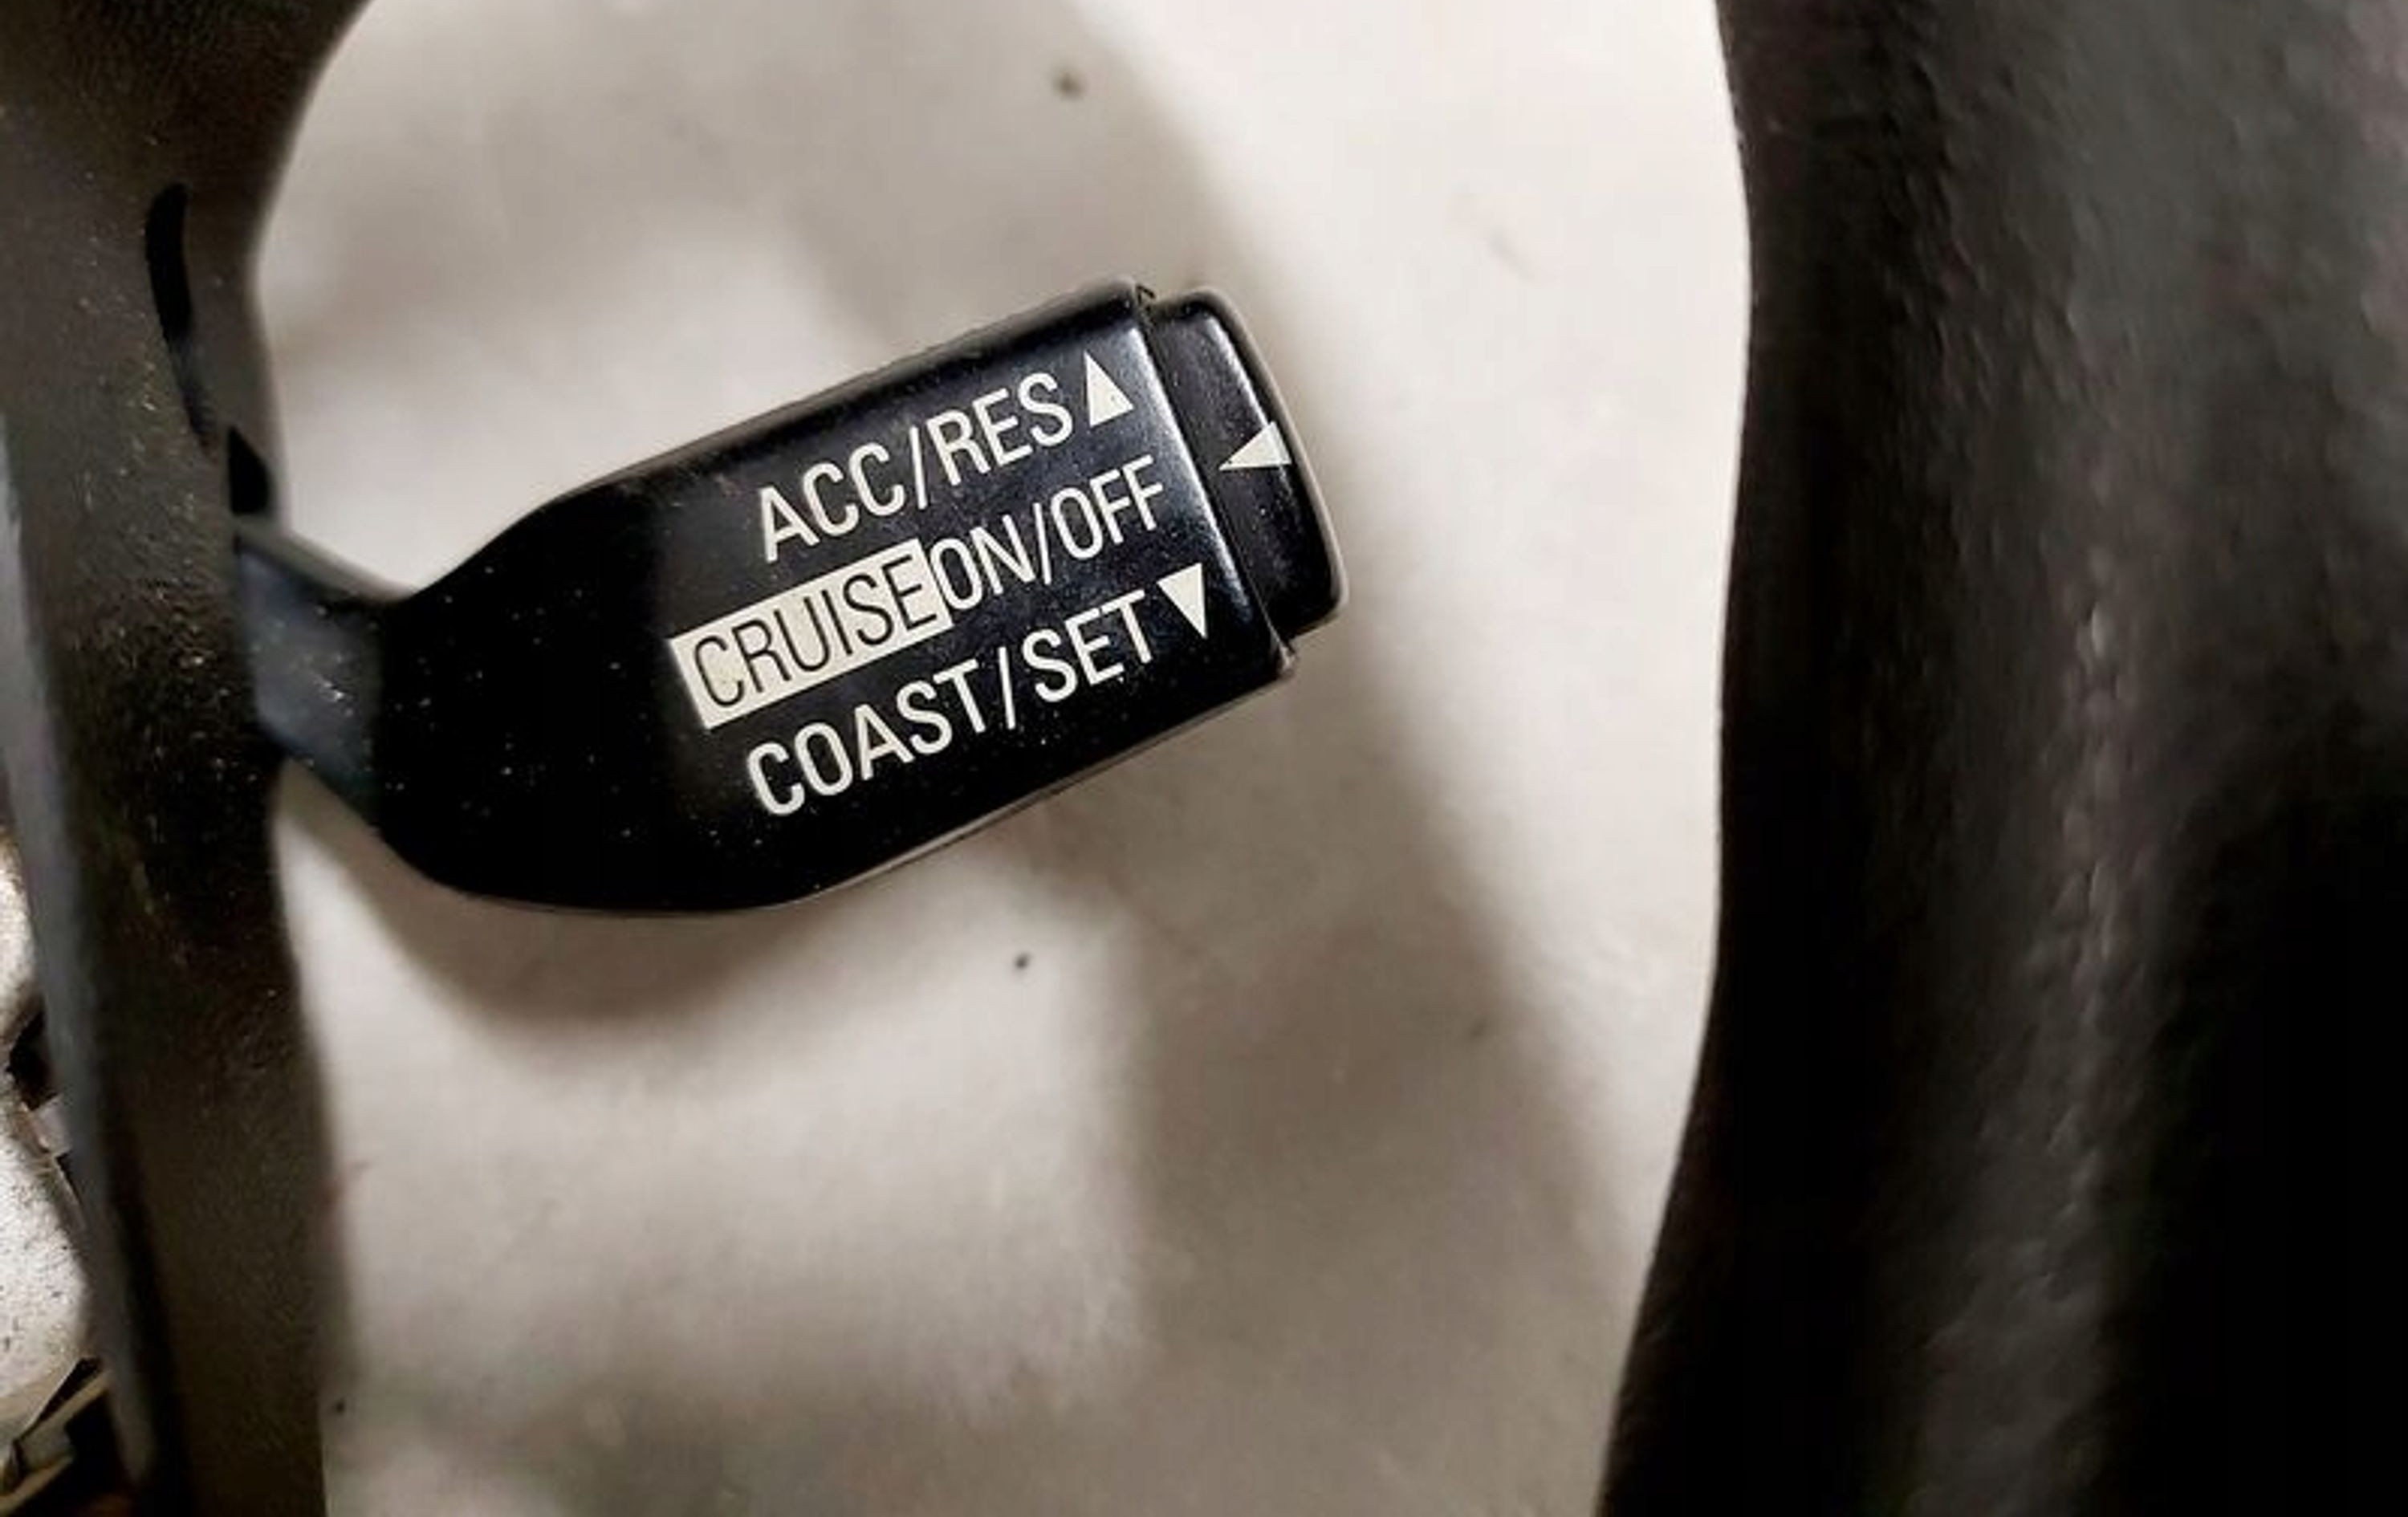 ACC/RES▲
CRUISE ON/OFF ◀
COAST/SET▼